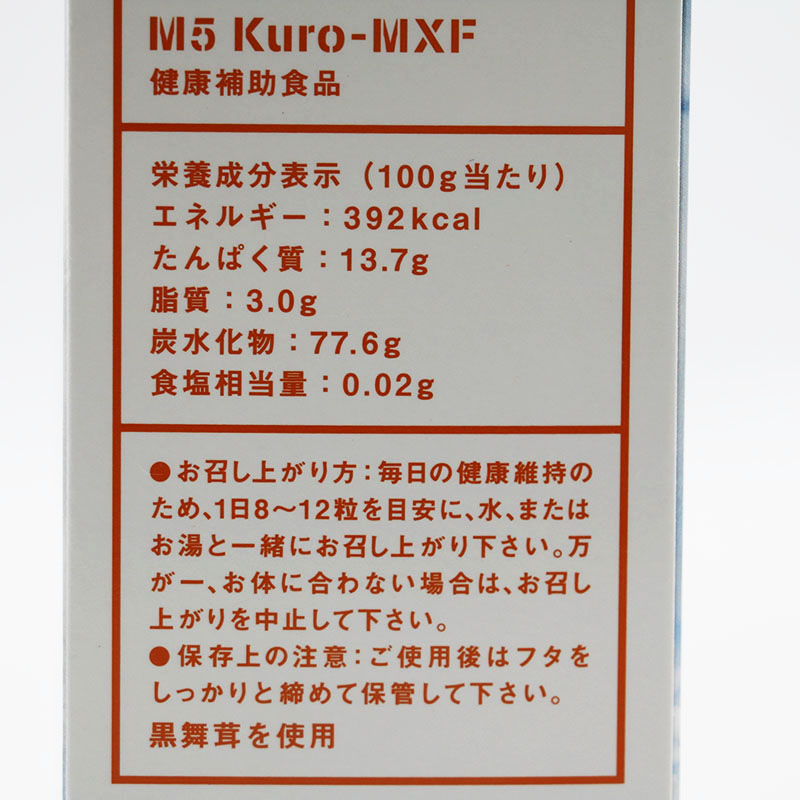 M5 Kuro-MXF
健康補助食品
栄養成分表示（100g当たり）
エネルギー：392kcal
たんぱく質：13.7g
脂質：3.0g
炭水化物：77.6g
食塩相当量：0.02g
●お召し上がり方：毎日の健康維持の
ため、1日8〜12粒を目安に、水、または
お湯と一緒にお召し上がり下さい。万
が一、お体に合わない場合は、お召し
上がりを中止して下さい。
●保存上の注意：ご使用後はフタを
しっかりと締めて保管して下さい。
黒舞茸を使用